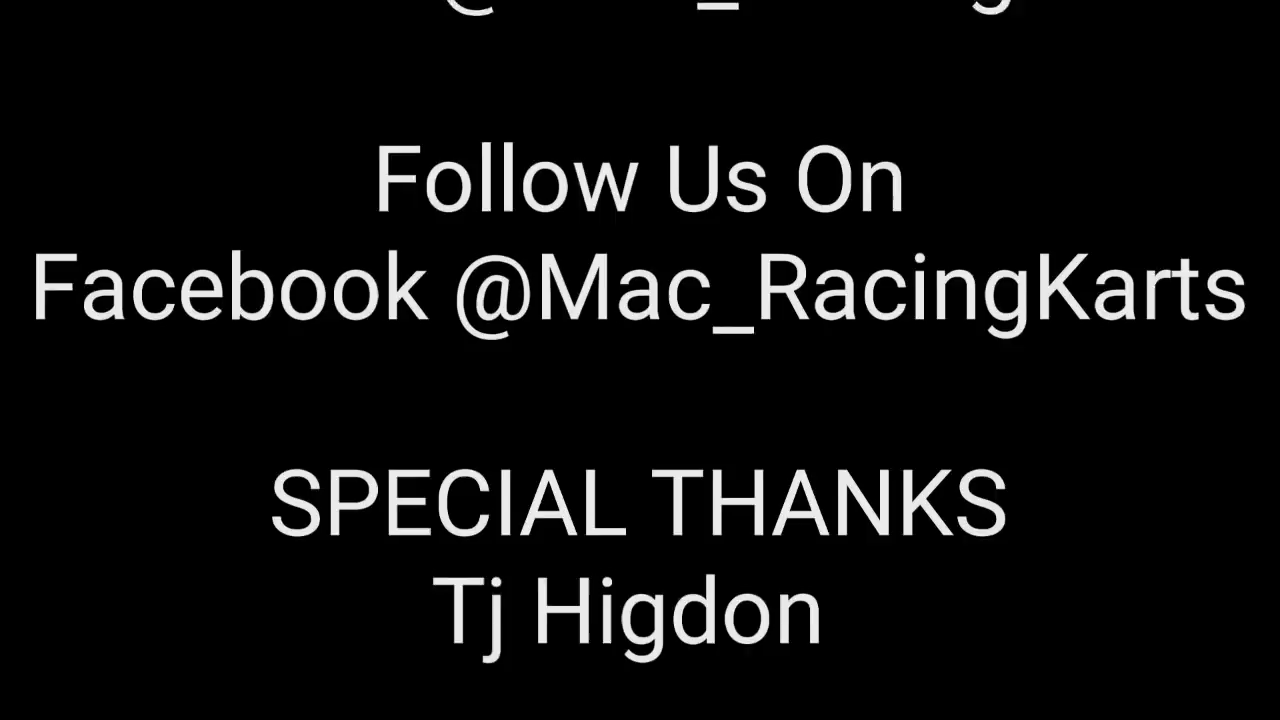 Follow Us On
Facebook @Mac_RacingKarts
SPECIAL THANKS
Tj Higdon